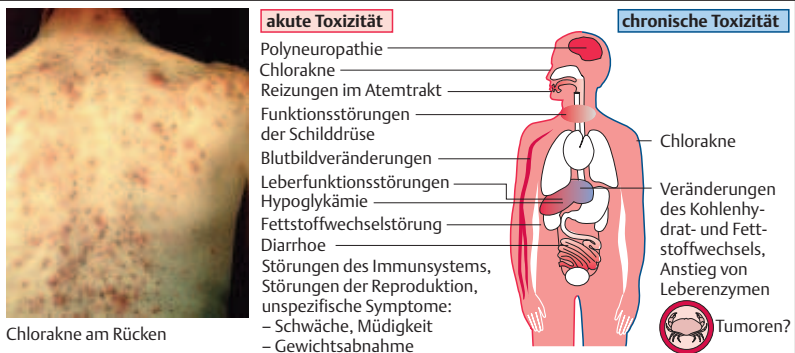 akute Toxizität
Polyneuropathie
Chlorakne
Reizungen im Atemtrakt
Funktionsstörungen
der Schilddrüse
Blutbildveränderungen
Leberfunktionsstörungen
Hypoglykämie
Fettstoffwechselstörung
Diarrhoe
Störungen des Immunsystems,
Störungen der Reproduktion,
unspezifische Symptome:
– Schwäche, Müdigkeit
– Gewichtsabnahme
chronische Toxizität
Chlorakne
Veränderungen
des Kohlenhy-
drat- und Fett-
stoffwechsels,
Anstieg von
Leberenzymen
Tumoren?
Chlorakne am Rücken